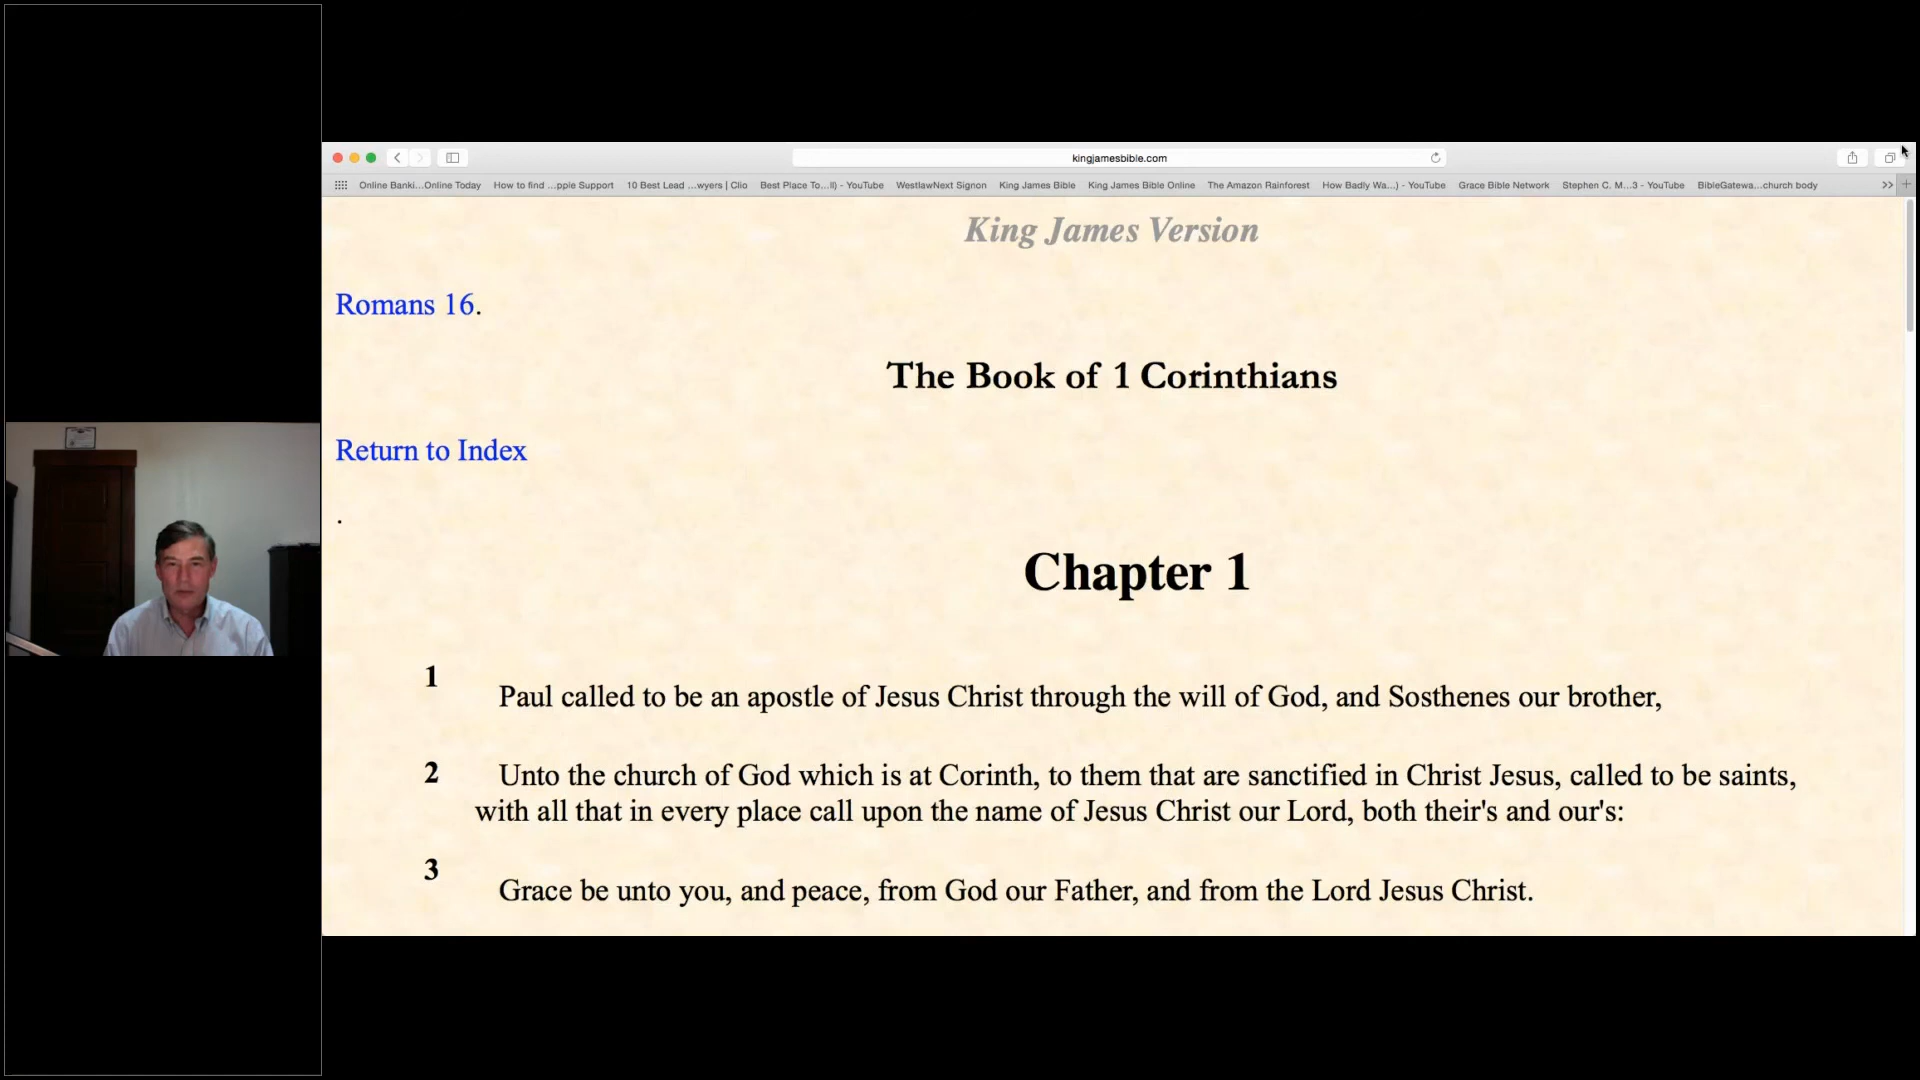 kingjamesbible.com
Online Banki...Online Today How to find ...pple Support 10 Best Lead ...wyers | Clio Best Place To...ll) - YouTube WestlawNext Signon King James Bible King James Bible Online The Amazon Rainforest How Badly Wa...) - YouTube Grace Bible Network Stephen C. M...3 - YouTube BibleGatewa...church body
King James Version
Romans 16.
The Book of 1 Corinthians
Return to Index
.
Chapter 1
1 Paul called to be an apostle of Jesus Christ through the will of God, and Sosthenes our brother,
2 Unto the church of God which is at Corinth, to them that are sanctified in Christ Jesus, called to be saints,
with all that in every place call upon the name of Jesus Christ our Lord, both their's and our's:
3 Grace be unto you, and peace, from God our Father, and from the Lord Jesus Christ.